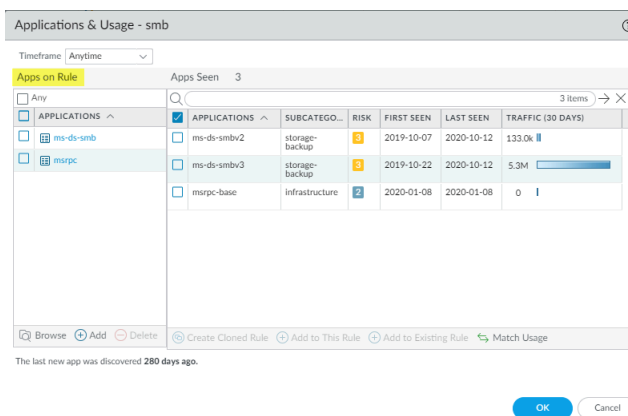 Applications & Usage - smb
Timeframe Anytime
Apps on Rule
Apps Seen 3
Any
3 items
APPLICATIONS
APPLICATIONS SUBCATEGO... RISK FIRST SEEN LAST SEEN TRAFFIC (30 DAYS)
ms-ds-smb
msrpc
ms-ds-smbv2 storage-backup 3 2019-10-07 2020-10-12 133.0k
ms-ds-smbv3 storage-backup 3 2019-10-22 2020-10-12 5.3M
msrpc-base infrastructure 2 2020-01-08 2020-01-08 0
Browse Add Delete
Create Cloned Rule Add to This Rule Add to Existing Rule Match Usage
The last new app was discovered 280 days ago.
OK Cancel